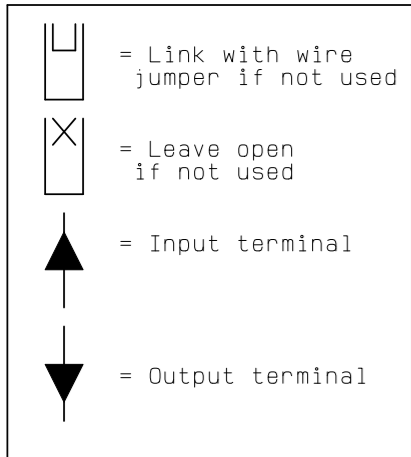 = Link with wire
jumper if not used
= Leave open
if not used
= Input terminal
= Output terminal